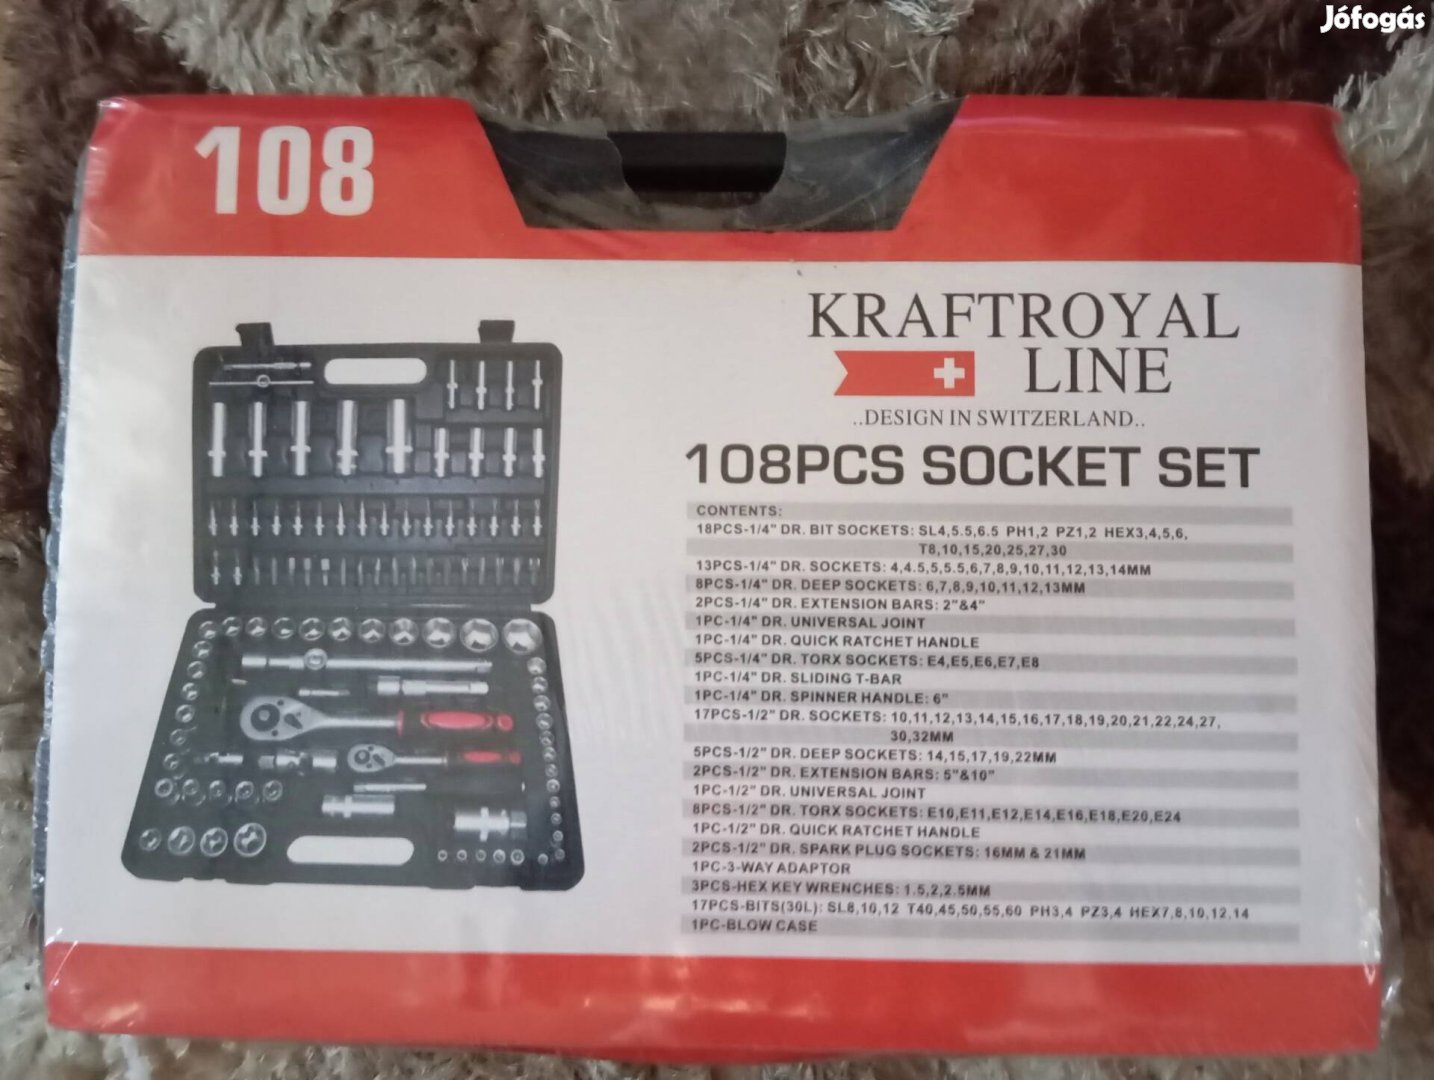 Jófogás
108
KRAFTROYAL
LINE
..DESIGN IN SWITZERLAND..
108PCS SOCKET SET
CONTENTS:
18PCS-1/4" DR. BIT SOCKETS: SL4,5.5,6.5 PH1,2 PZ1,2 HEX3,4,5,6,
T8,10,15,20,25,27,30
13PCS-1/4" DR. SOCKETS: 4,4.5,5,5.5,6,7,8,9,10,11,12,13,14MM
8PCS-1/4" DR. DEEP SOCKETS: 6,7,8,9,10,11,12,13MM
2PCS-1/4" DR. EXTENSION BARS: 2"&4"
1PC-1/4" DR. UNIVERSAL JOINT
1PC-1/4" DR. QUICK RATCHET HANDLE
5PCS-1/4" DR. TORX SOCKETS: E4,E5,E6,E7,E8
1PC-1/4" DR. SLIDING T-BAR
1PC-1/4" DR. SPINNER HANDLE: 6"
17PCS-1/2" DR. SOCKETS: 10,11,12,13,14,15,16,17,18,19,20,21,22,24,27,
30,32MM
5PCS-1/2" DR. DEEP SOCKETS: 14,15,17,19,22MM
2PCS-1/2" DR. EXTENSION BARS: 5"&10"
1PC-1/2" DR. UNIVERSAL JOINT
8PCS-1/2" DR. TORX SOCKETS: E10,E11,E12,E14,E16,E18,E20,E24
1PC-1/2" DR. QUICK RATCHET HANDLE
2PCS-1/2" DR. SPARK PLUG SOCKETS: 16MM & 21MM
1PC-3-WAY ADAPTOR
3PCS-HEX KEY WRENCHES: 1.5,2,2.5MM
17PCS-BITS(30L): SL8,10,12 T40,45,50,55,60 PH3,4 PZ3,4 HEX7,8,10,12,14
1PC-BLOW CASE